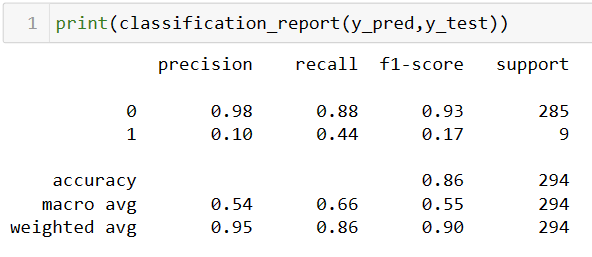 1 print(classification_report(y_pred,y_test))
precision recall f1-score support
0 0.98 0.88 0.93 285
1 0.10 0.44 0.17 9
accuracy 0.86 294
macro avg 0.54 0.66 0.55 294
weighted avg 0.95 0.86 0.90 294